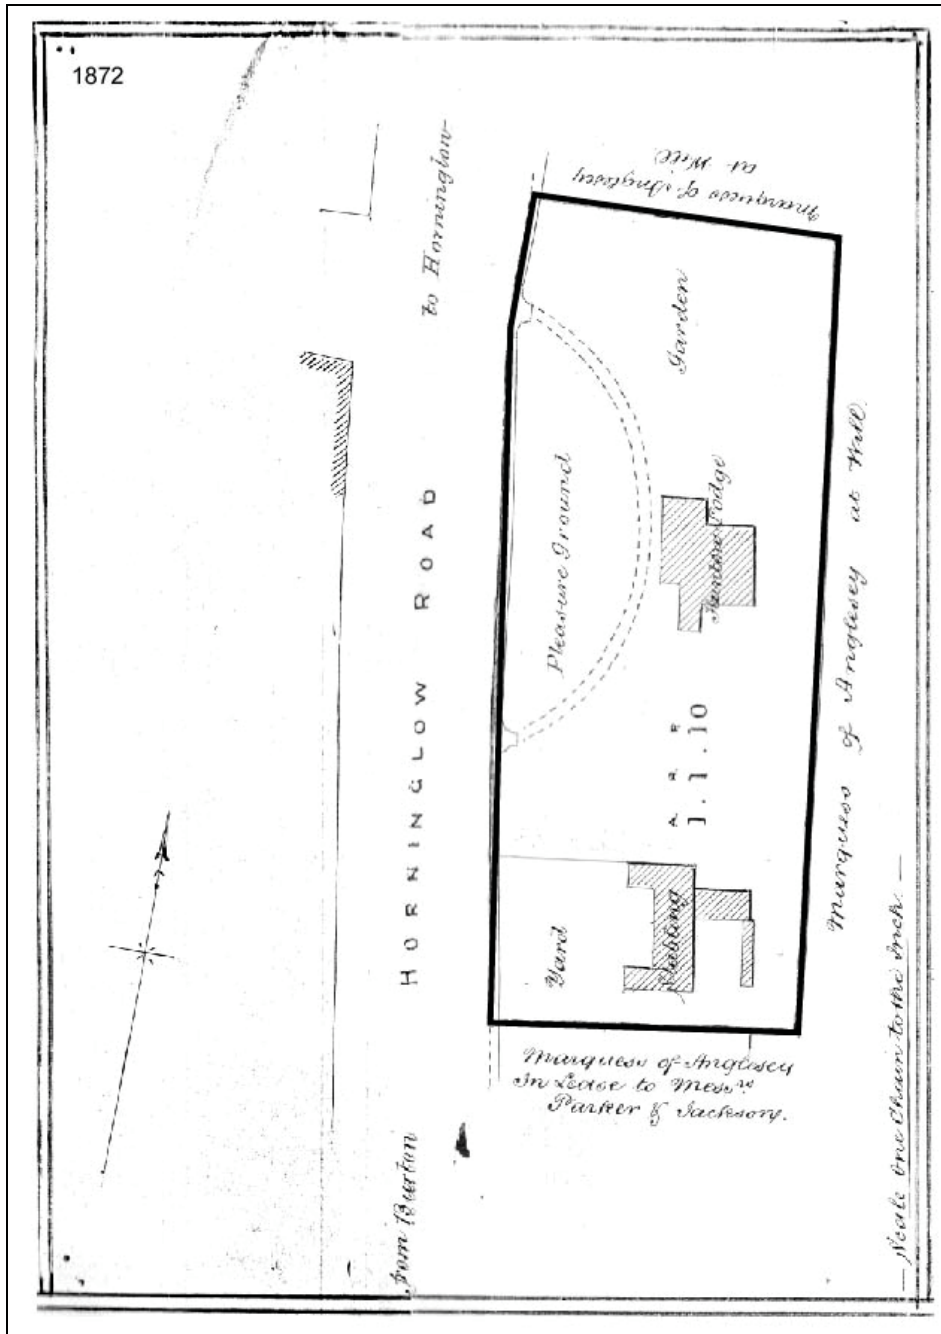 1872
Marquess of Anglesey
at Will
to Horninglow
HORNINGLOW ROAD
from Burton
Garden
Pleasure Ground
Lodge
A R P
1.1.10
Yard
Malting
Marquess of Anglesey at Will.
Marquess of Anglesey
In Lease to Messrs
Parker & Jackson.
Scale One Chain to the Inch